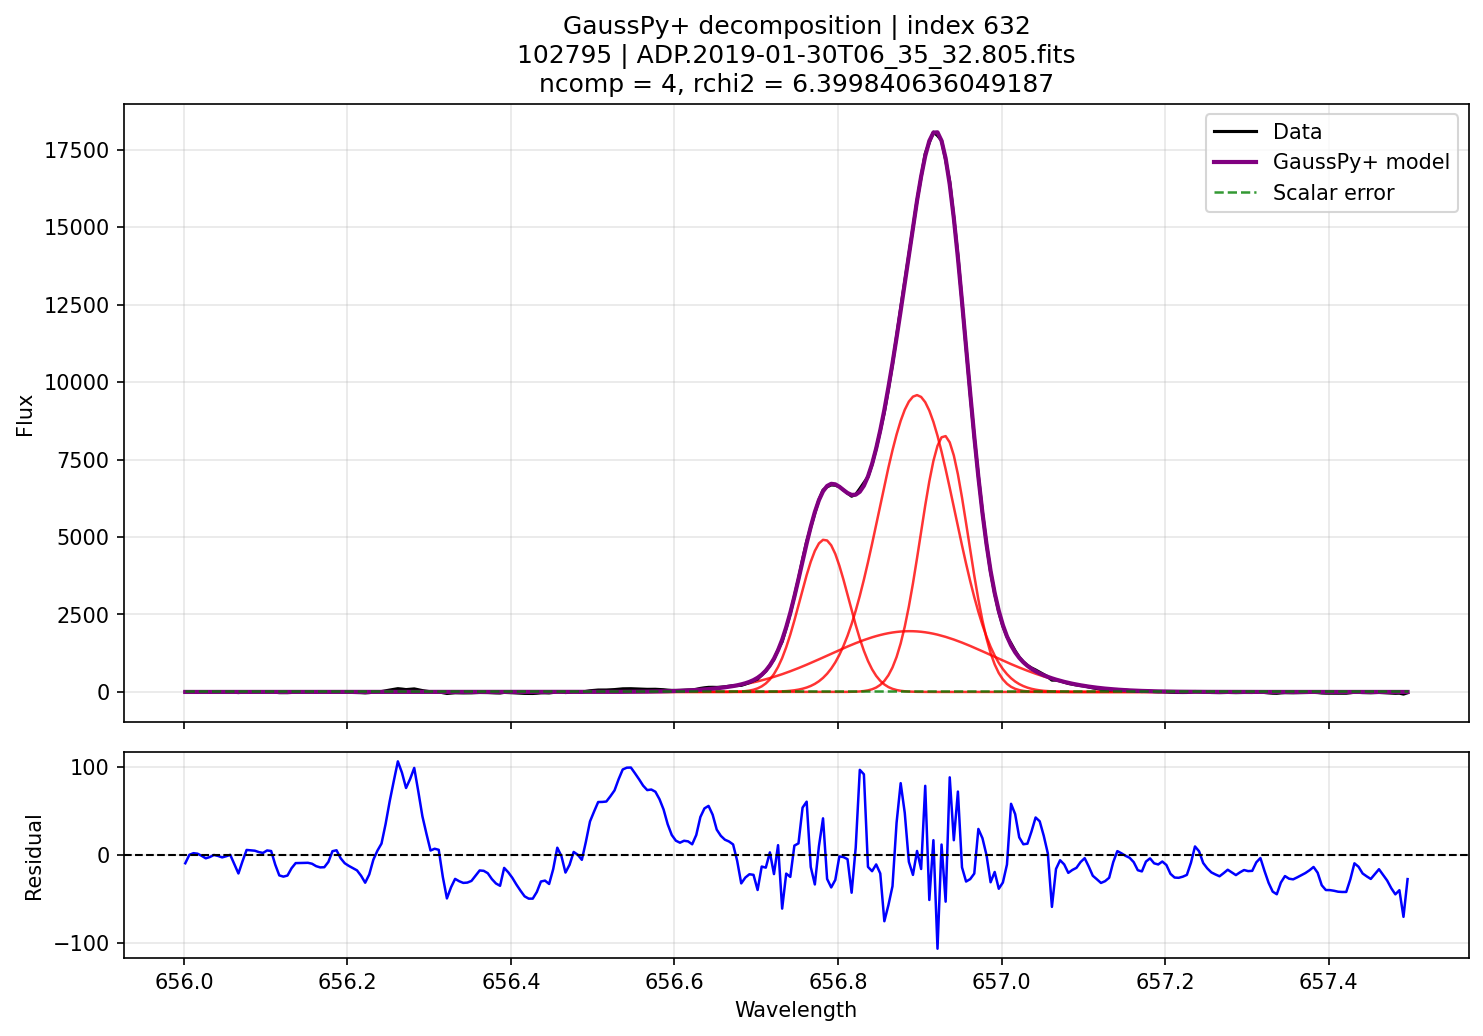 GaussPy+ decomposition | index 632
102795 | ADP.2019-01-30T06_35_32.805.fits
ncomp = 4, rchi2 = 6.399840636049187
Data
GaussPy+ model
Scalar error
17500
15000
12500
10000
7500
5000
2500
0
Flux
100
0
−100
Residual
656.0
656.2
656.4
656.6
656.8
657.0
657.2
657.4
Wavelength